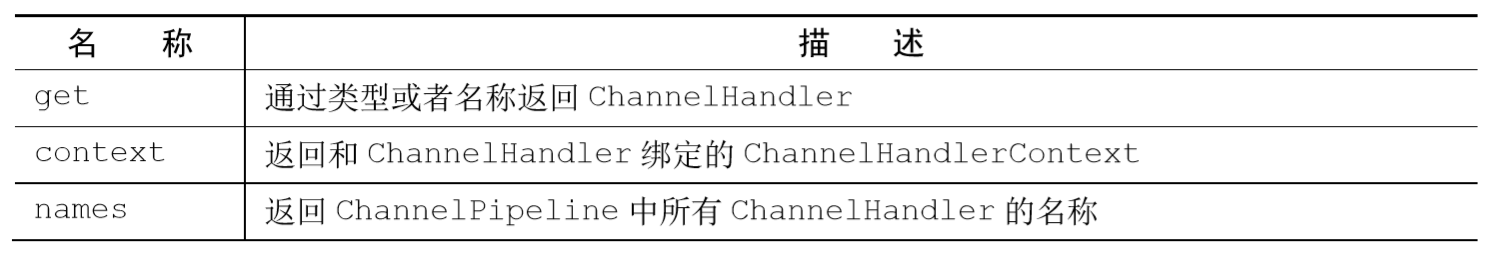 名 称 描 述
get 通过类型或者名称返回 ChannelHandler
context 返回和 ChannelHandler 绑定的 ChannelHandlerContext
names 返回 ChannelPipeline 中所有 ChannelHandler 的名称